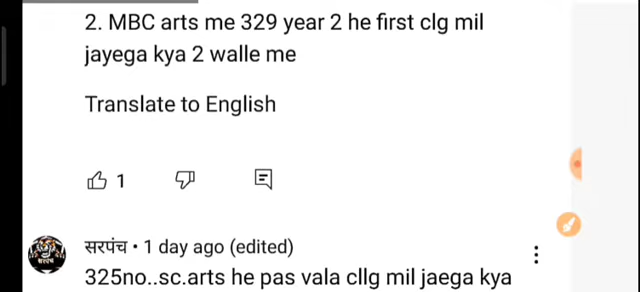 2. MBC arts me 329 year 2 he first clg mil
jayega kya 2 walle me
Translate to English
1
सरपंच • 1 day ago (edited)
325no..sc.arts he pas vala cllg mil jaega kya